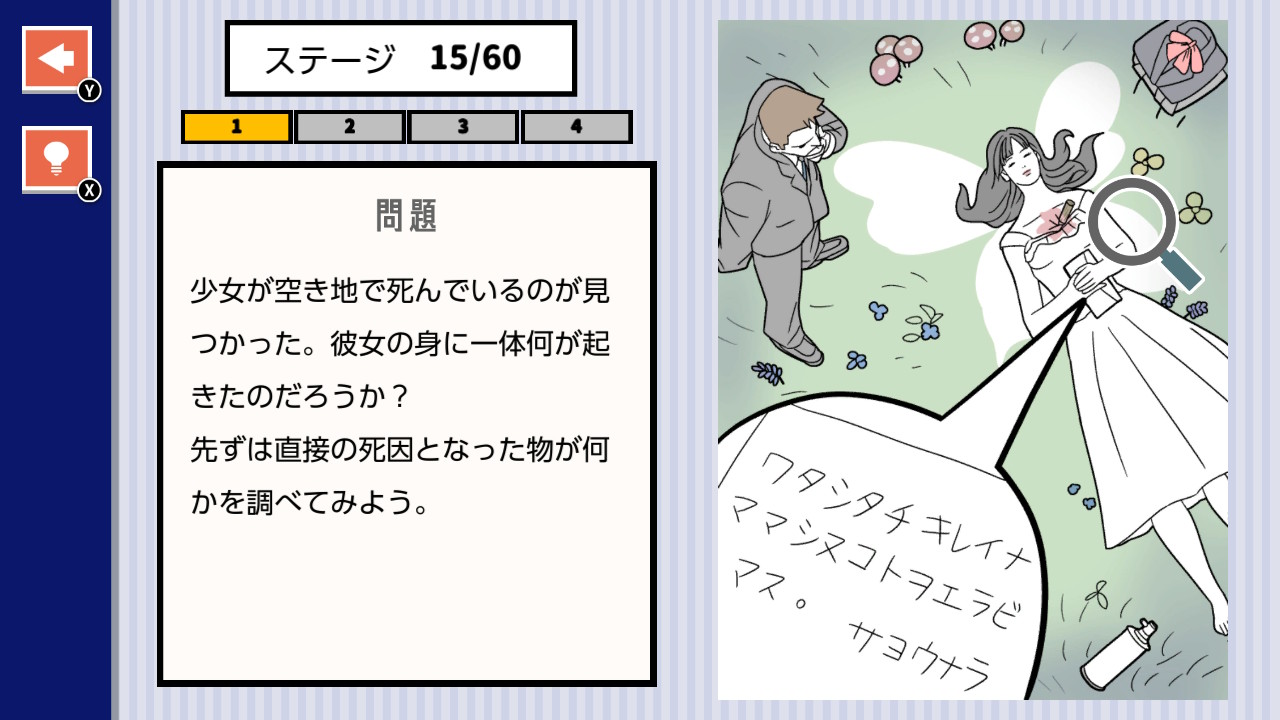 Y
X
ステージ 15/60
1 2 3 4
問題
少女が空き地で死んでいるのが見
つかった。彼女の身に一体何が起
きたのだろうか？
先ずは直接の死因となった物が何
かを調べてみよう。
ワタシタチキレイナ
ママシヌコトヲエラビ
マス。
サヨウナラ